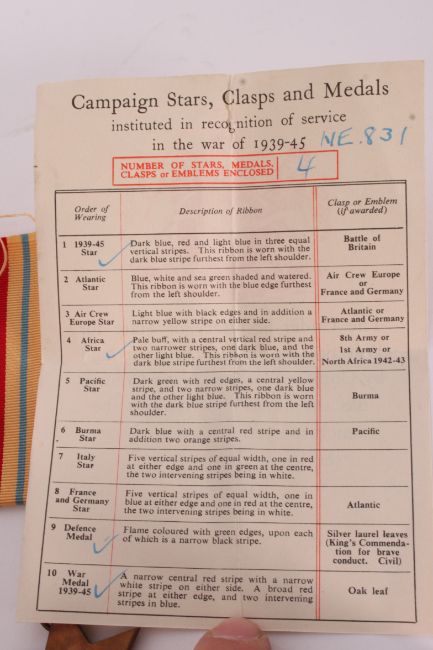 Campaign Stars, Clasps and Medals
instituted in recognition of service
in the war of 1939-45 NE.831
NUMBER OF STARS, MEDALS,
CLASPS or EMBLEMS ENCLOSED 4
Order of
Wearing
Description of Ribbon
Clasp or Emblem
(if awarded)
1 1939-45
Star
Dark blue, red and light blue in three equal
vertical stripes. This ribbon is worn with the
dark blue stripe furthest from the left shoulder.
Battle of
Britain
2 Atlantic
Star
Blue, white and sea green shaded and watered.
This ribbon is worn with the blue edge furthest
from the left shoulder.
Air Crew Europe
or
France and Germany
3 Air Crew
Europe Star
Light blue with black edges and in addition a
narrow yellow stripe on either side.
Atlantic or
France and Germany
4 Africa
Star
Pale buff, with a central vertical red stripe and
two narrower stripes, one dark blue, and the
other light blue. This ribbon is worn with the
dark blue stripe furthest from the left shoulder.
8th Army or
1st Army or
North Africa 1942-43
5 Pacific
Star
Dark green with red edges, a central yellow
stripe, and two narrow stripes, one dark blue
and the other light blue. This ribbon is worn
with the dark blue stripe furthest from the left
shoulder.
Burma
6 Burma
Star
Dark blue with a central red stripe and in
addition two orange stripes.
Pacific
7 Italy
Star
Five vertical stripes of equal width, one in red
at either edge and one in green at the centre,
the two intervening stripes being in white.
8 France
and Germany
Star
Five vertical stripes of equal width, one in
blue at either edge and one in red at the centre,
the two intervening stripes being in white.
Atlantic
9 Defence
Medal
Flame coloured with green edges, upon each
of which is a narrow black stripe.
Silver laurel leaves
(King's Commenda-
tion for brave
conduct. Civil)
10 War
Medal
1939-45
A narrow central red stripe with a narrow
white stripe on either side. A broad red
stripe at either edge, and two intervening
stripes in blue.
Oak leaf